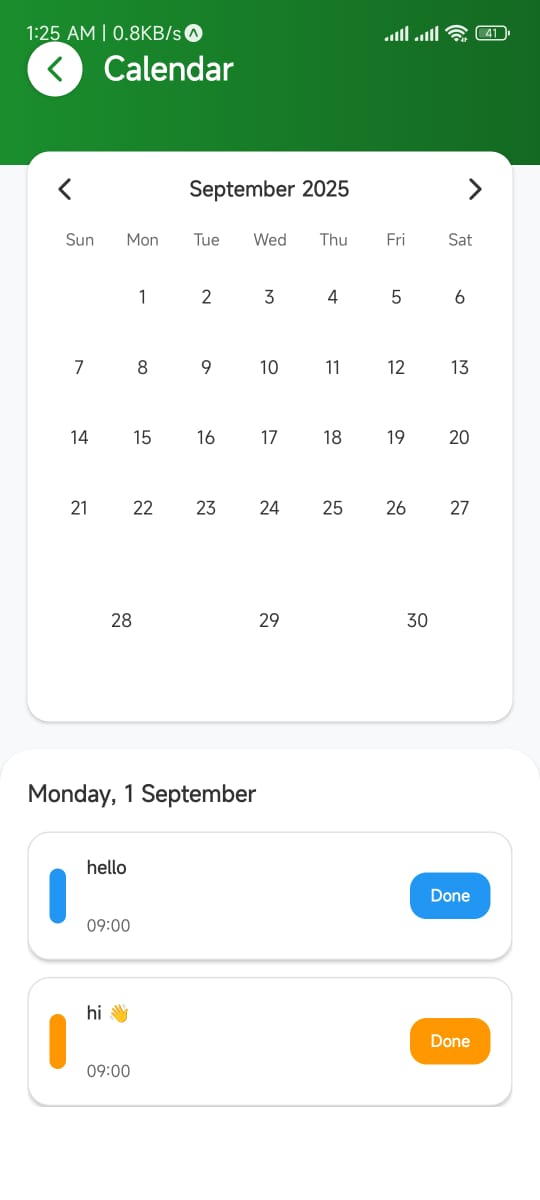 1:25 AM | 0.8KB/s 41
Calendar
September 2025
Sun Mon Tue Wed Thu Fri Sat
1 2 3 4 5 6
7 8 9 10 11 12 13
14 15 16 17 18 19 20
21 22 23 24 25 26 27
28 29 30
Monday, 1 September
hello
Done
09:00
hi 👋
Done
09:00